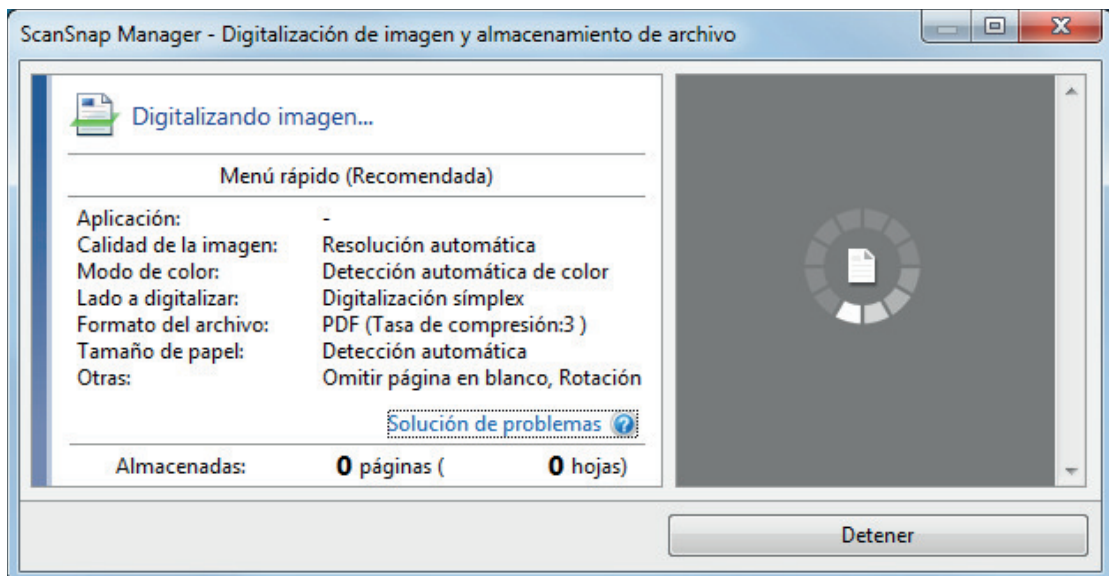 ScanSnap Manager - Digitalización de imagen y almacenamiento de archivo
Digitalizando imagen...
Menú rápido (Recomendada)
Aplicación: -
Calidad de la imagen: Resolución automática
Modo de color: Detección automática de color
Lado a digitalizar: Digitalización símplex
Formato del archivo: PDF (Tasa de compresión:3 )
Tamaño de papel: Detección automática
Otras: Omitir página en blanco, Rotación
Solución de problemas
Almacenadas: 0 páginas ( 0 hojas)
Detener